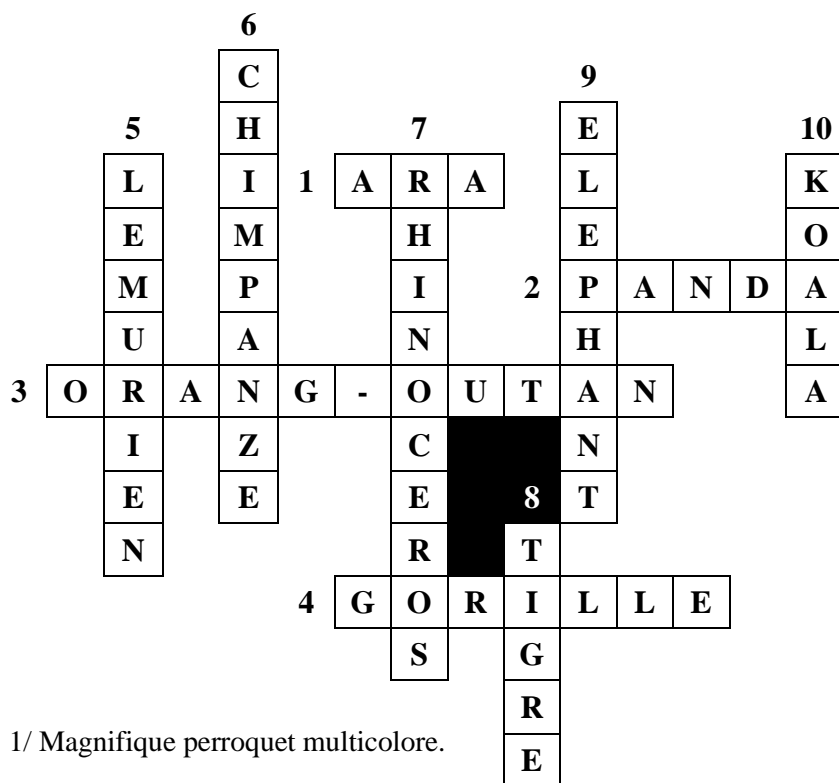 6
C
H 9
5 7 E 10
L I 1 A R A L K
E M H E O
M P I 2 P A N D A
U A N H L
3 O R A N G - O U T A N A
I Z C N
E E E 8 T
N R T
4 G O R I L L E
S G
R
1/ Magnifique perroquet multicolore.
E